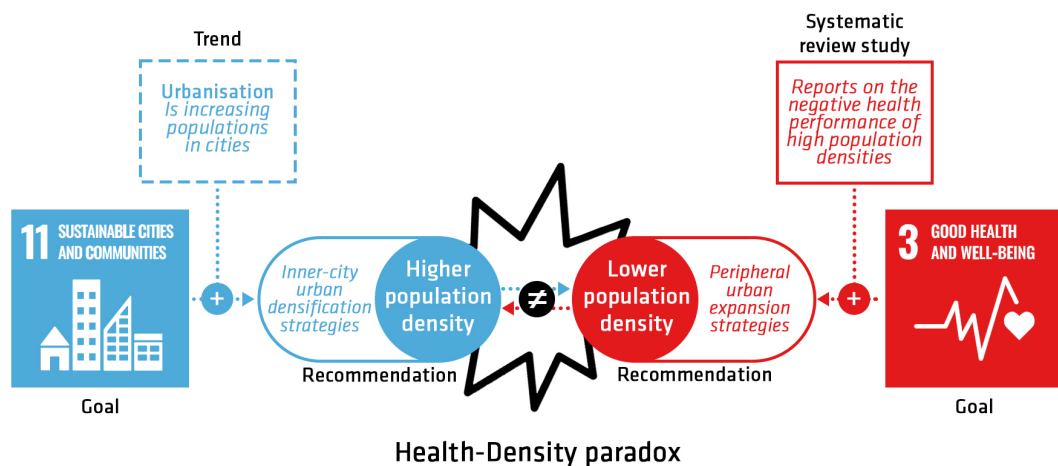 Trend
Urbanisation
Is increasing
populations
in cities
Systematic
review study
Reports on the
negative health
performance of
high population
densities
11 SUSTAINABLE CITIES
AND COMMUNITIES
Goal
+
Inner-city
urban
densification
strategies
Higher
population
density
Recommendation
≠
Lower
population
density
Peripheral
urban
expansion
strategies
Recommendation
+
3 GOOD HEALTH
AND WELL-BEING
Goal
Health-Density paradox